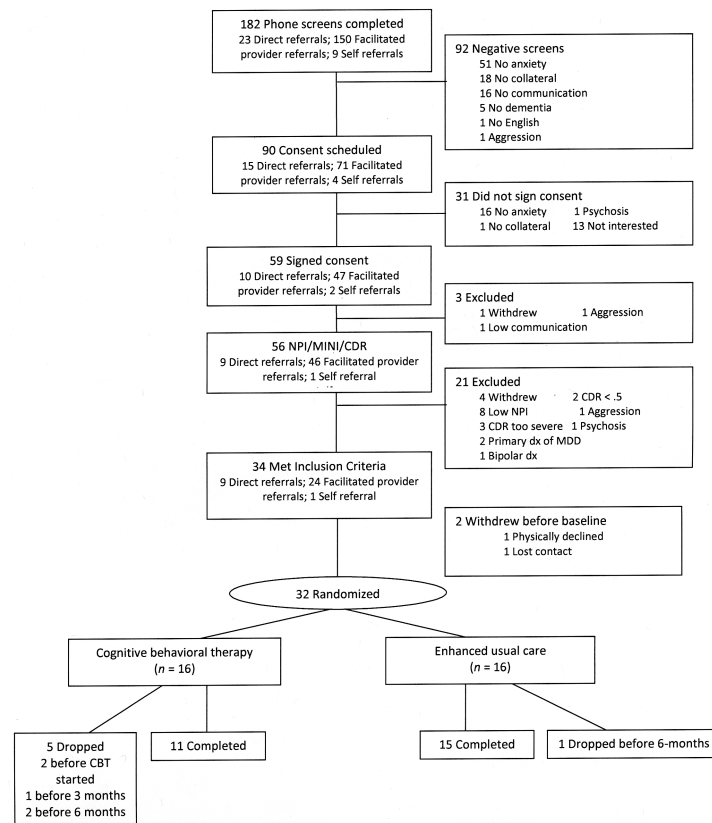 182 Phone screens completed
23 Direct referrals; 150 Facilitated
provider referrals; 9 Self referrals
92 Negative screens
51 No anxiety
18 No collateral
16 No communication
5 No dementia
1 No English
1 Aggression
90 Consent scheduled
15 Direct referrals; 71 Facilitated
provider referrals; 4 Self referrals
31 Did not sign consent
16 No anxiety 1 Psychosis
1 No collateral 13 Not interested
59 Signed consent
10 Direct referrals; 47 Facilitated
provider referrals; 2 Self referrals
3 Excluded
1 Withdrew 1 Aggression
1 Low communication
56 NPI/MINI/CDR
9 Direct referrals; 46 Facilitated provider
referrals; 1 Self referral
21 Excluded
4 Withdrew 2 CDR < .5
8 Low NPI 1 Aggression
3 CDR too severe 1 Psychosis
2 Primary dx of MDD
1 Bipolar dx
34 Met Inclusion Criteria
9 Direct referrals; 24 Facilitated provider
referrals; 1 Self referral
2 Withdrew before baseline
1 Physically declined
1 Lost contact
32 Randomized
Cognitive behavioral therapy
(n = 16)
Enhanced usual care
(n = 16)
5 Dropped
2 before CBT
started
1 before 3 months
2 before 6 months
11 Completed
15 Completed
1 Dropped before 6-months